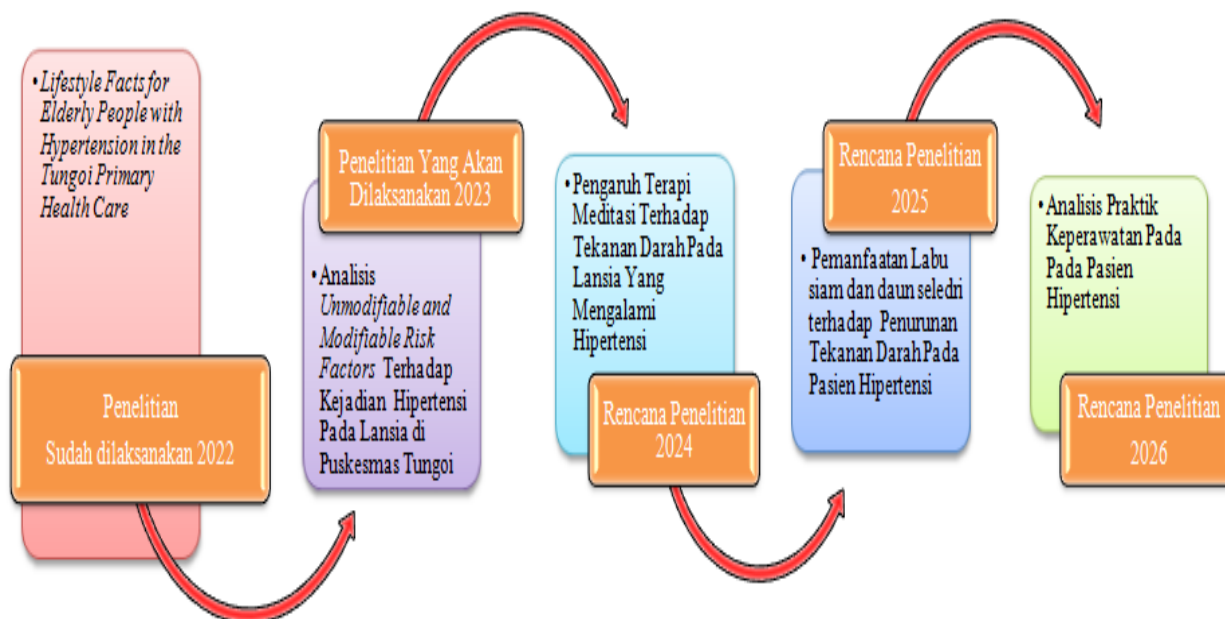 • Lifestyle Facts for
Elderly People with
Hypertension in the
Tungoi Primary
Health Care
Penelitian
Sudah dilaksanakan 2022
Penelitian Yang Akan
Dilaksanakan 2023
• Analisis
Unmodifiable and
Modifiable Risk
Factors Terhadap
Kejadian Hipertensi
Pada Lansia di
Puskesmas Tungoi
• Pengaruh Terapi
Meditasi Terhadap
Tekanan Darah Pada
Lansia Yang
Mengalami
Hipertensi
Rencana Penelitian
2024
Rencana Penelitian
2025
• Pemanfaatan Labu
siam dan daun seledri
terhadap Penurunan
Tekanan Darah Pada
Pasien Hipertensi
• Analisis Praktik
Keperawatan Pada
Pada Pasien
Hipertensi
Rencana Penelitian
2026